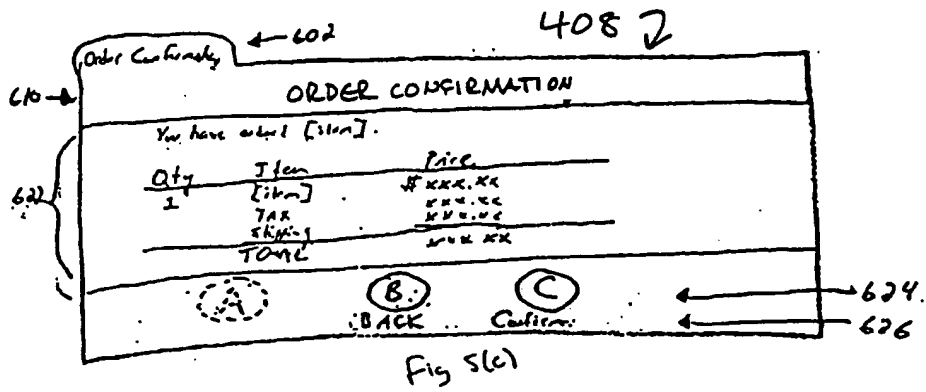 408
602
Order Confirmation
610
ORDER CONFIRMATION
You have ordered [item].
622
Qty Item Price
1 [item] $xxx.xx
TAX xxx.xx
Shipping xxx.xx
TOTAL xxx.xx
A B C
624
BACK Confirm
626
Fig 5(c)